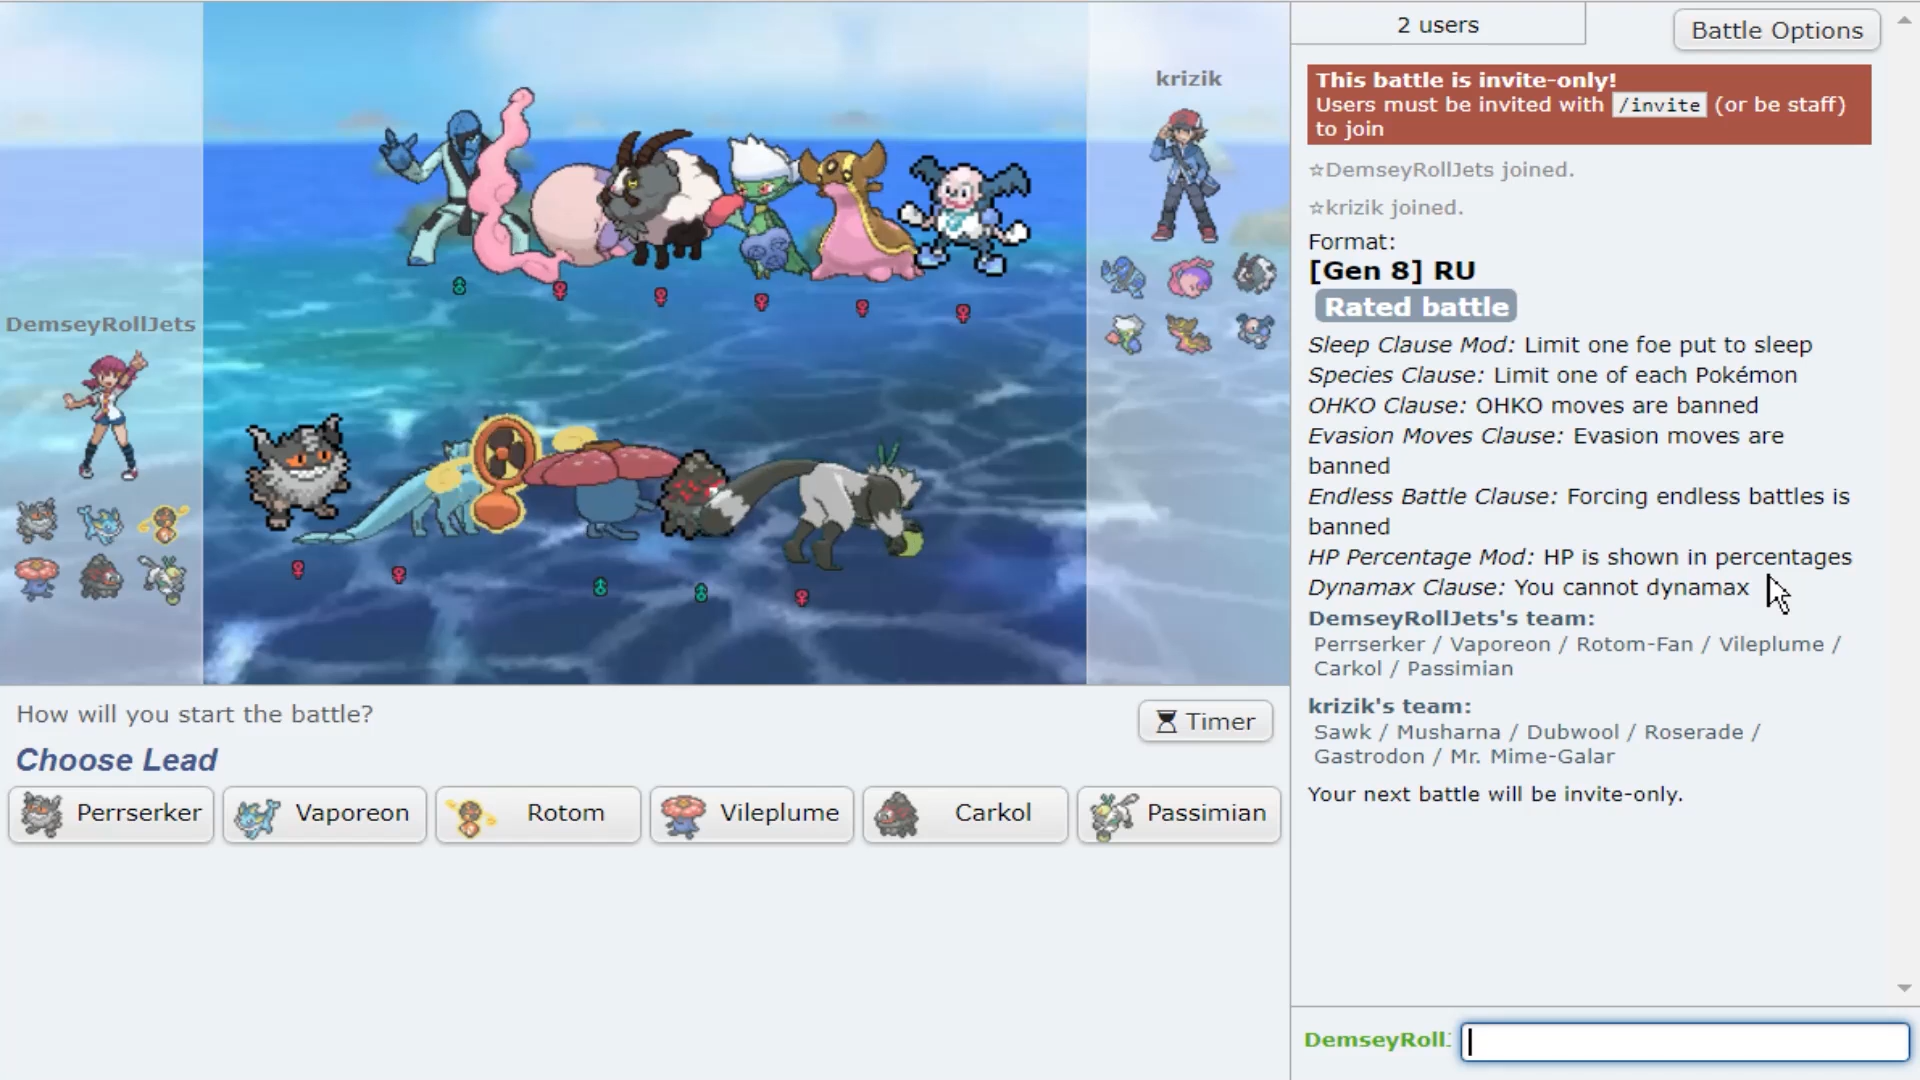 2 users
Battle Options
krizik
DemseyRollJets
This battle is invite-only!
Users must be invited with /invite (or be staff)
to join
☆DemseyRollJets joined.
☆krizik joined.
Format:
[Gen 8] RU
Rated battle
Sleep Clause Mod: Limit one foe put to sleep
Species Clause: Limit one of each Pokémon
OHKO Clause: OHKO moves are banned
Evasion Moves Clause: Evasion moves are
banned
Endless Battle Clause: Forcing endless battles is
banned
HP Percentage Mod: HP is shown in percentages
Dynamax Clause: You cannot dynamax
DemseyRollJets's team:
Perrserker / Vaporeon / Rotom-Fan / Vileplume /
Carkol / Passimian
krizik's team:
Sawk / Musharna / Dubwool / Roserade /
Gastrodon / Mr. Mime-Galar
Your next battle will be invite-only.
How will you start the battle?
Timer
Choose Lead
Perrserker
Vaporeon
Rotom
Vileplume
Carkol
Passimian
DemseyRoll